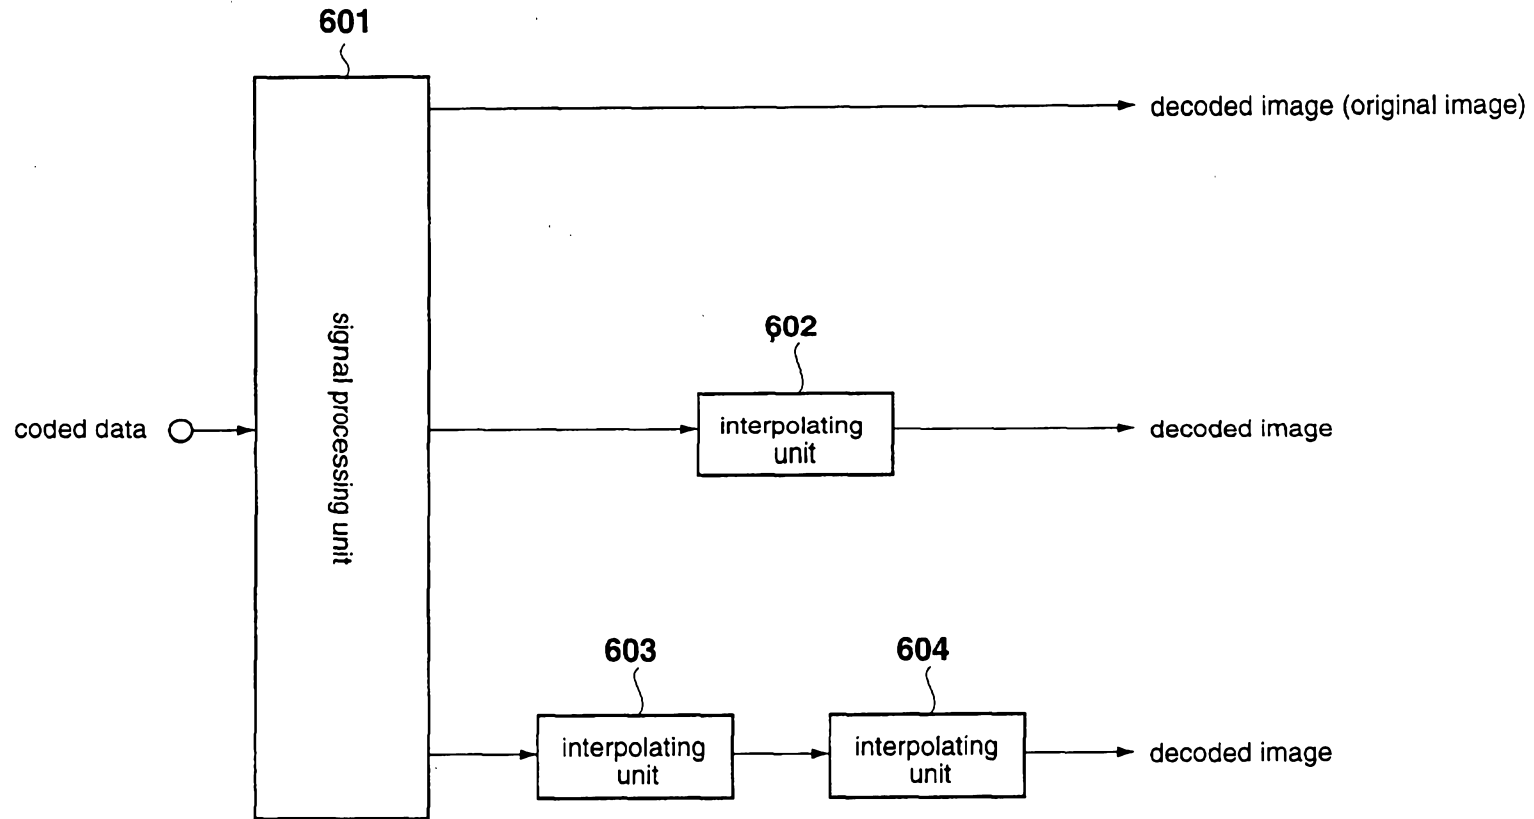 601
decoded image (original image)
602
signal processing unit
coded data
interpolating
unit
decoded image
603
604
interpolating
unit
interpolating
unit
decoded image